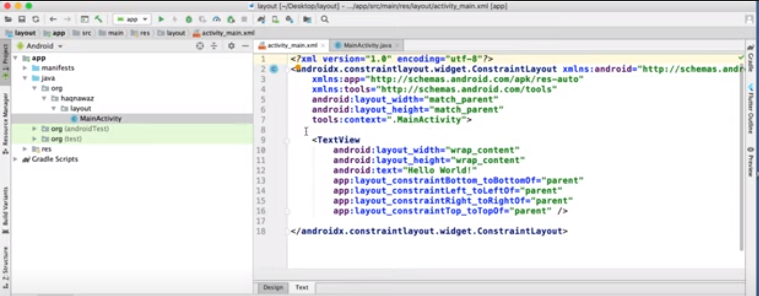 layout [~/Desktop/layout] - .../app/src/main/res/layout/activity_main.xml [app]
app
layout app src main res layout activity_main.xml
Android
activity_main.xml MainActivity.java
app
manifests
java
org
haqnawaz
layout
MainActivity
org (androidTest)
org (test)
res
Gradle Scripts
1: Project
Resource Manager
Build Variants
Z: Structure
1 <?xml version="1.0" encoding="utf-8"?>
2 <androidx.constraintlayout.widget.ConstraintLayout xmlns:android="http://schemas.andr
3 xmlns:app="http://schemas.android.com/apk/res-auto"
4 xmlns:tools="http://schemas.android.com/tools"
5 android:layout_width="match_parent"
6 android:layout_height="match_parent"
7 tools:context=".MainActivity">
8
9 <TextView
10 android:layout_width="wrap_content"
11 android:layout_height="wrap_content"
12 android:text="Hello World!"
13 app:layout_constraintBottom_toBottomOf="parent"
14 app:layout_constraintLeft_toLeftOf="parent"
15 app:layout_constraintRight_toRightOf="parent"
16 app:layout_constraintTop_toTopOf="parent" />
17
18 </androidx.constraintlayout.widget.ConstraintLayout>
Design Text
Gradle
Flutter Outline
Preview